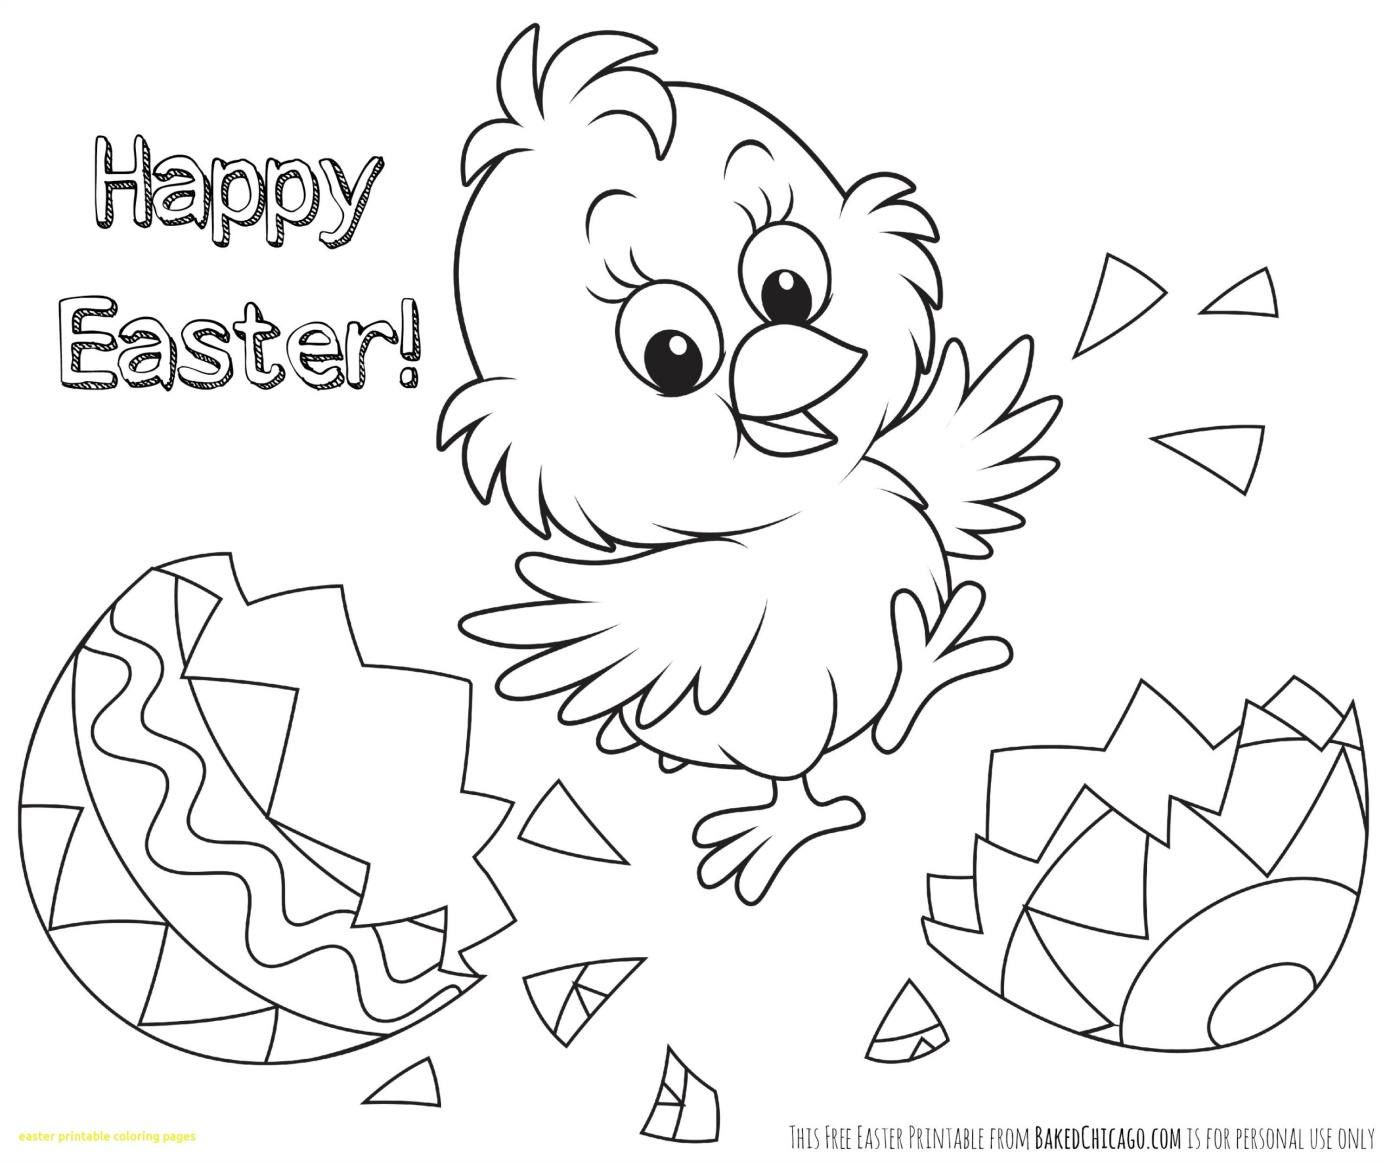 Happy
Easter!
easter printable coloring pages
This Free Easter Printable from BakedChicago.com is for personal use only